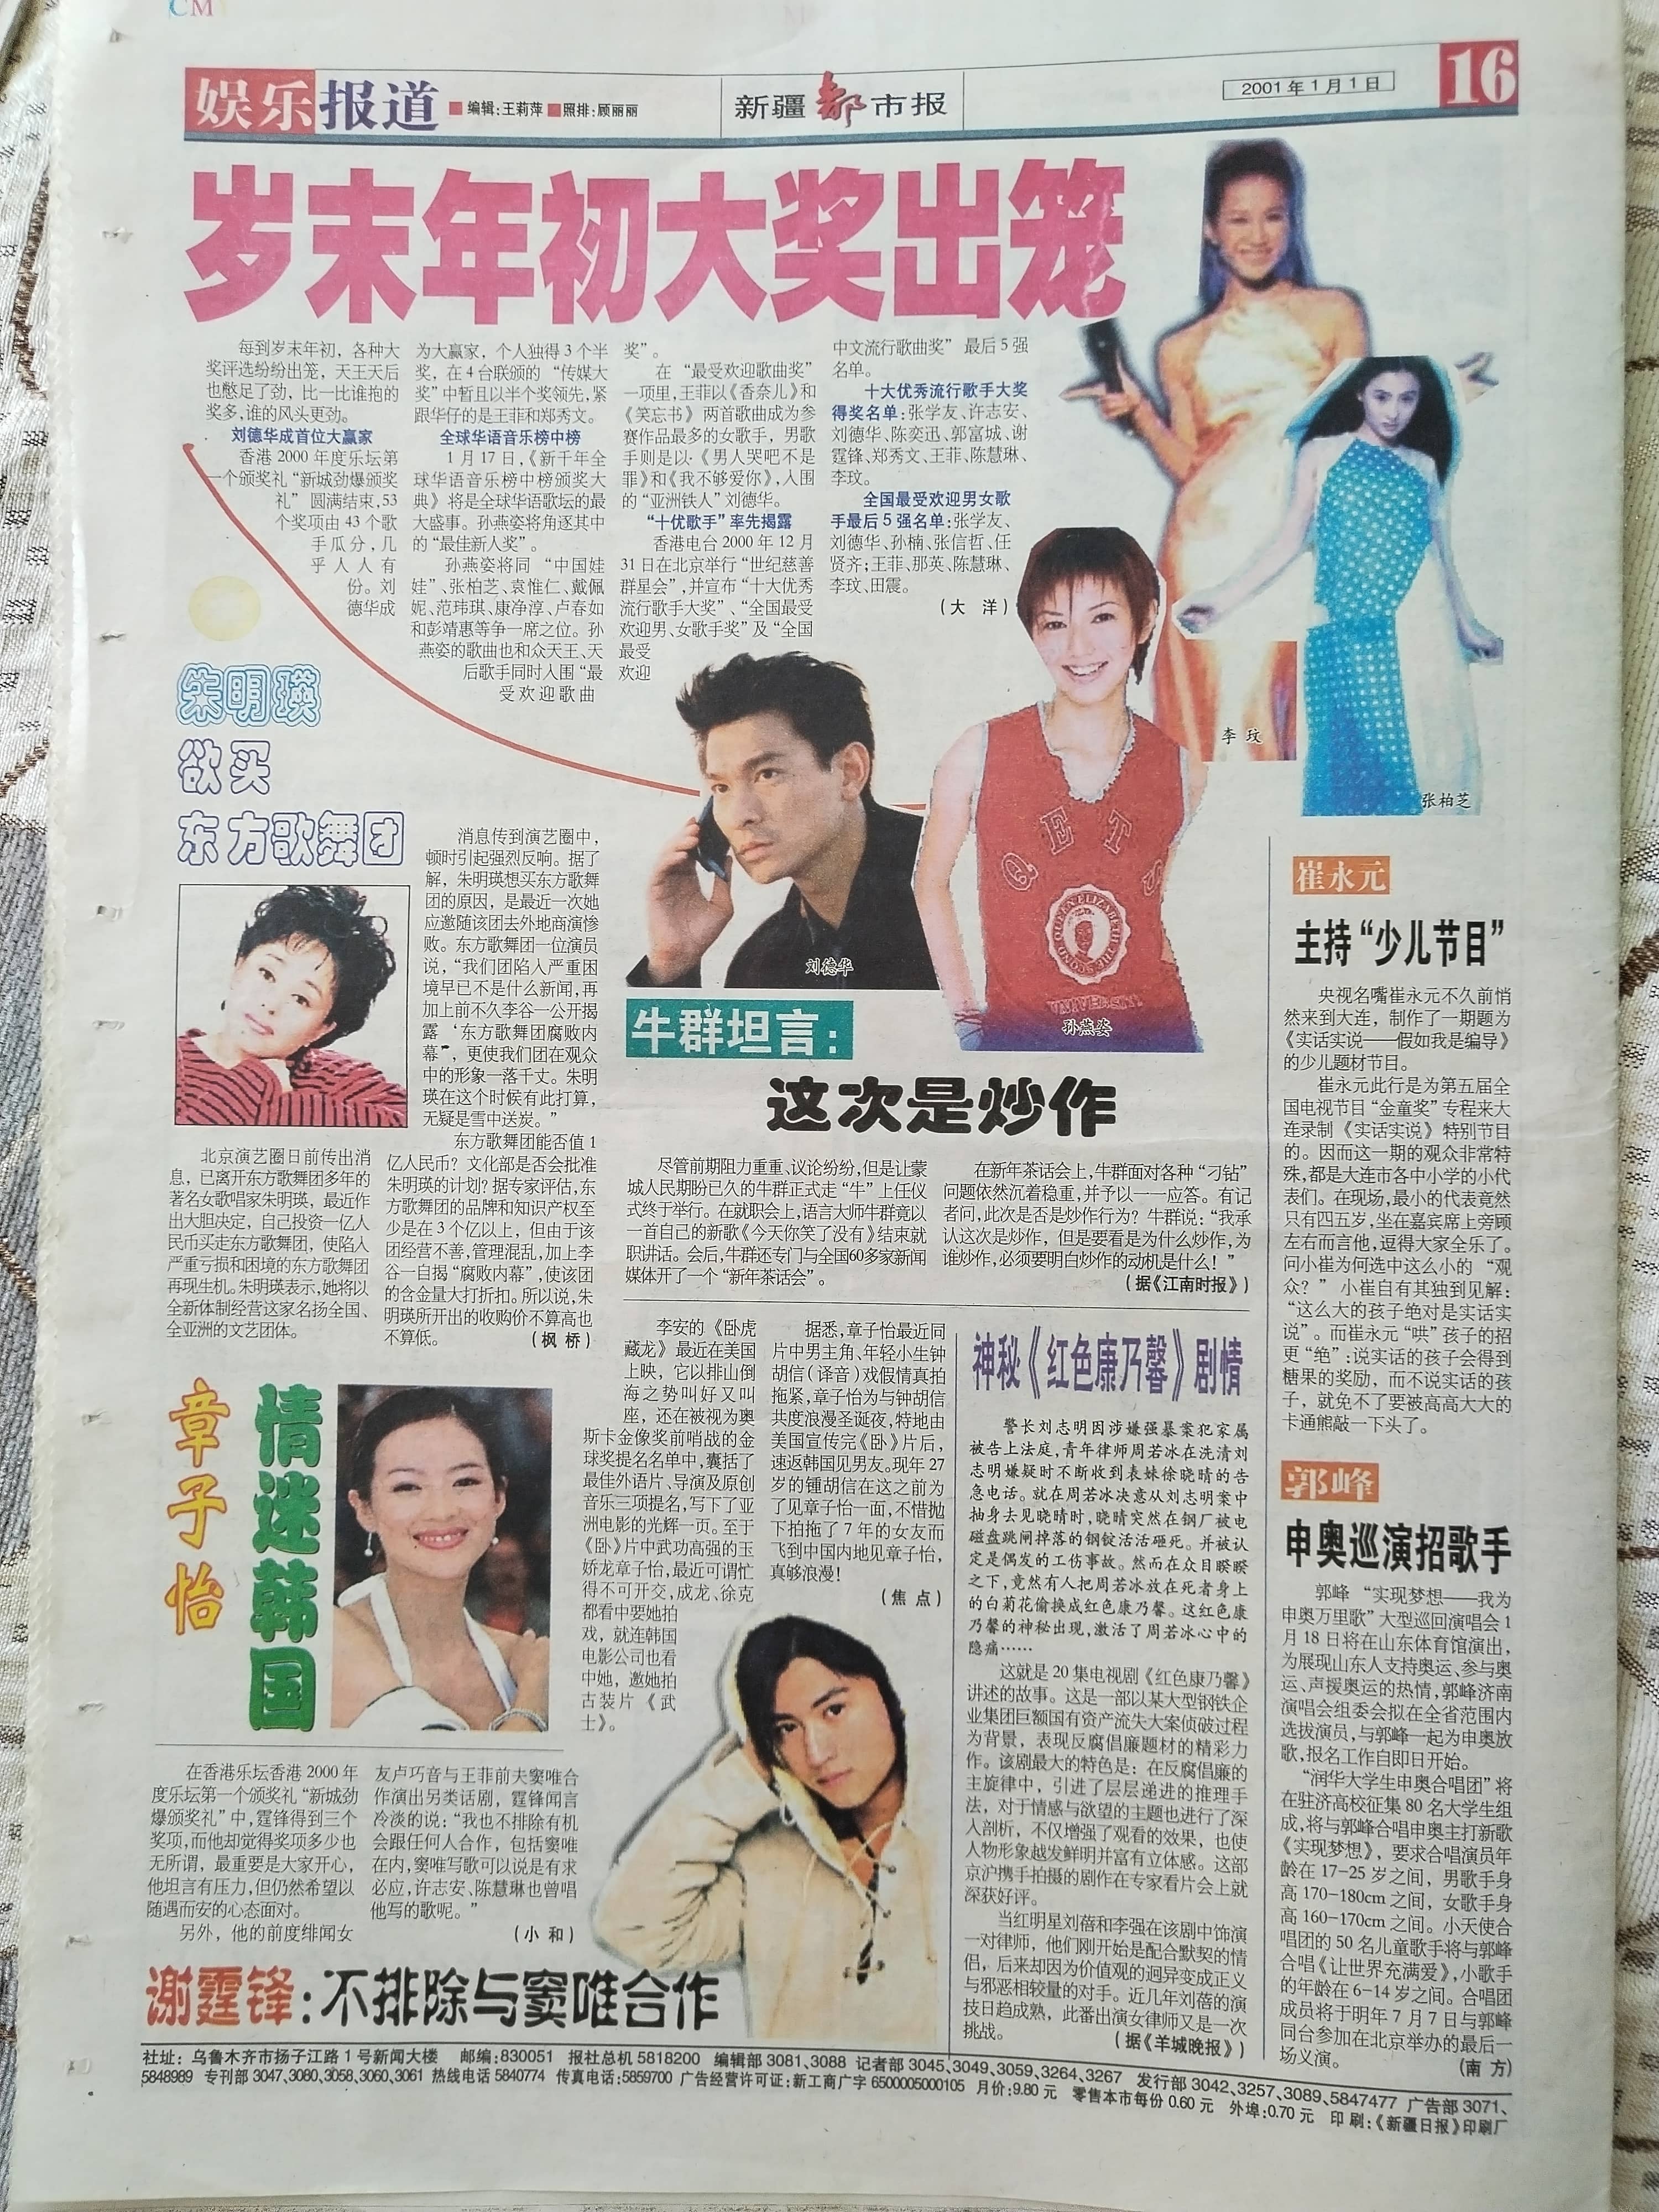 CM
娱乐报道
■编辑:王莉萍 ■照排:顾丽丽
新疆都市报
2001年1月1日
16
岁末年初大奖出笼
每到岁末年初，各种大
奖评选纷纷出笼，天王天后
也憋足了劲，比一比谁抱的
奖多,谁的风头更劲。
刘德华成首位大赢家
香港2000年度乐坛第
一个颁奖礼“新城劲爆颁奖
礼”圆满结束,53
个奖项由43个歌
手瓜分,几
乎人人有
份。刘
德华成
为大赢家，个人独得3个半
奖，在4台联颁的“传媒大
奖”中暂且以半个奖领先,紧
跟华仔的是王菲和郑秀文。
全球华语音乐榜中榜
1月17日,《新千年全
球华语音乐榜中榜颁奖大
典》将是全球华语歌坛的最
大盛事。孙燕姿将角逐其中
的“最佳新人奖”。
孙燕姿将同“中国娃
娃”、张柏芝、袁惟仁、戴佩
妮、范玮琪、康净淳、卢春如
和彭靖惠等争一席之位。孙
燕姿的歌曲也和众天王、天
后歌手同时入围“最
受欢迎歌曲
奖”。
在“最受欢迎歌曲奖”
一项里,王菲以《香奈儿》和
《笑忘书》两首歌曲成为参
赛作品最多的女歌手，男歌
手则是以《男人哭吧不是
罪》和《我不够爱你》,入围
的“亚洲铁人”刘德华。
“十优歌手”率先揭露
香港电台2000年12月
31日在北京举行“世纪慈善
群星会”,并宣布“十大优秀
流行歌手大奖”、“全国最受
欢迎男、女歌手奖”及“全国
最受
欢迎
中文流行歌曲奖”最后5强
名单。
十大优秀流行歌手大奖
得奖名单:张学友、许志安、
刘德华、陈奕迅、郭富城、谢
霆锋、郑秀文、王菲、陈慧琳、
李玟。
全国最受欢迎男女歌
手最后5强名单:张学友、
刘德华、孙楠、张信哲、任
贤齐;王菲、那英、陈慧琳、
李玟、田震。
(大 洋)
李玟
张柏芝
刘德华
孙燕姿
QETS
QUEEN ELIZABETH THE SECOND
UNIVERSITY
朱明瑛
欲买
东方歌舞团
北京演艺圈日前传出消
息，已离开东方歌舞团多年的
著名女歌唱家朱明瑛，最近作
出大胆决定，自己投资一亿人
民币买走东方歌舞团，使陷入
严重亏损和困境的东方歌舞团
再现生机。朱明瑛表示,她将以
全新体制经营这家名扬全国、
全亚洲的文艺团体。
消息传到演艺圈中，
顿时引起强烈反响。据了
解，朱明瑛想买东方歌舞
团的原因，是最近一次她
应邀随该团去外地商演惨
败。东方歌舞团一位演员
说，“我们团陷入严重困
境早已不是什么新闻,再
加上前不久李谷一公开揭
露‘东方歌舞团腐败内
幕’，更使我们团在观众
中的形象一落千丈。朱明
瑛在这个时候有此打算，
无疑是雪中送炭。”
东方歌舞团能否值1
亿人民币？文化部是否会批准
朱明瑛的计划？据专家评估,东
方歌舞团的品牌和知识产权至
少是在3个亿以上，但由于该
团经营不善,管理混乱,加上李
谷一自揭“腐败内幕”,使该团
的含金量大打折扣。所以说,朱
明瑛所开出的收购价不算高也
不算低。 (枫桥)
牛群坦言:
这次是炒作
尽管前期阻力重重、议论纷纷,但是让蒙
城人民期盼已久的牛群正式走“牛”上任仪
式终于举行。在就职会上,语言大师牛群竟以
一首自己的新歌《今天你笑了没有》结束就
职讲话。会后,牛群还专门与全国60多家新闻
媒体开了一个“新年茶话会”。
在新年茶话会上,牛群面对各种“刁钻”
问题依然沉着稳重,并予以一一应答。有记
者问,此次是否是炒作行为？牛群说：“我承
认这次是炒作，但是要看是为什么炒作,为
谁炒作,必须要明白炒作的动机是什么！”
(据《江南时报》)
崔永元
主持“少儿节目”
央视名嘴崔永元不久前悄
然来到大连，制作了一期题为
《实话实说——假如我是编导》
的少儿题材节目。
崔永元此行是为第五届全
国电视节目“金童奖”专程来大
连录制《实话实说》特别节目
的。因而这一期的观众非常特
殊,都是大连市各中小学的小代
表们。在现场,最小的代表竟然
只有四五岁,坐在嘉宾席上旁顾
左右而言他,逗得大家全乐了。
问小崔为何选中这么小的“观
众？”小崔自有其独到见解：
“这么大的孩子绝对是实话实
说”。而崔永元“哄”孩子的招
更“绝”:说实话的孩子会得到
糖果的奖励，而不说实话的孩
子，就免不了要被高高大大的
卡通熊敲一下头了。
郭峰
申奥巡演招歌手
郭峰“实现梦想——我为
申奥万里歌”大型巡回演唱会1
月18日将在山东体育馆演出,
为展现山东人支持奥运、参与奥
运、声援奥运的热情,郭峰济南
演唱会组委会拟在全省范围内
选拔演员,与郭峰一起为申奥放
歌,报名工作自即日开始。
“润华大学生申奥合唱团”将
在驻济高校征集80名大学生组
成,将与郭峰合唱申奥主打新歌
《实现梦想》，要求合唱演员年
龄在17-25岁之间，男歌手身
高170-180cm之间，女歌手身
高160-170cm之间。小天使合
唱团的50名儿童歌手将与郭峰
合唱《让世界充满爱》,小歌手
的年龄在6-14岁之间。合唱团
成员将于明年7月7日与郭峰
同台参加在北京举办的最后一
场义演。 (南方)
章子怡
情迷韩国
李安的《卧虎
藏龙》最近在美国
上映，它以排山倒
海之势叫好又叫
座，还在被视为奥
斯卡金像奖前哨战的金
球奖提名名单中,囊括了
最佳外语片、导演及原创
音乐三项提名,写下了亚
洲电影的光辉一页。至于
《卧》片中武功高强的玉
娇龙章子怡,最近可谓忙
得不可开交,成龙、徐克
都看中要她拍
戏，就连韩国
电影公司也看
中她，邀她拍
古装片《武
士》。
据悉,章子怡最近同
片中男主角、年轻小生钟
胡信(译音)戏假情真拍
拖紧,章子怡为与钟胡信
共度浪漫圣诞夜,特地由
美国宣传完《卧》片后,
速返韩国见男友。现年27
岁的锺胡信在这之前为
了见章子怡一面,不惜抛
下拍拖了7年的女友而
飞到中国内地见章子怡,
真够浪漫!
(焦点)
神秘《红色康乃馨》剧情
警长刘志明因涉嫌强暴案犯家属
被告上法庭,青年律师周若冰在洗清刘
志明嫌疑时不断收到表妹徐晓晴的告
急电话。就在周若冰决意从刘志明案中
抽身去见晓晴时,晓晴突然在钢厂被电
磁盘跳闸掉落的钢锭活活砸死。并被认
定是偶发的工伤事故。然而在众目睽睽
之下,竟然有人把周若冰放在死者身上
的白菊花偷换成红色康乃馨。这红色康
乃馨的神秘出现,激活了周若冰心中的
隐痛……
这就是20集电视剧《红色康乃馨》
讲述的故事。这是一部以某大型钢铁企
业集团巨额国有资产流失大案侦破过程
为背景，表现反腐倡廉题材的精彩力
作。该剧最大的特色是：在反腐倡廉的
主旋律中，引进了层层递进的推理手
法，对于情感与欲望的主题也进行了深
入剖析，不仅增强了观看的效果，也使
人物形象越发鲜明并富有立体感。这部
京沪携手拍摄的剧作在专家看片会上就
深获好评。
当红明星刘蓓和李强在该剧中饰演
一对律师，他们刚开始是配合默契的情
侣，后来却因为价值观的迥异变成正义
与邪恶相较量的对手。近几年刘蓓的演
技日趋成熟，此番出演女律师又是一次
挑战。 (据《羊城晚报》)
在香港乐坛香港2000年
度乐坛第一个颁奖礼“新城劲
爆颁奖礼”中,霆锋得到三个
奖项,而他却觉得奖项多少也
无所谓，最重要是大家开心，
他坦言有压力,但仍然希望以
随遇而安的心态面对。
另外，他的前度绯闻女
友卢巧音与王菲前夫窦唯合
作演出另类话剧，霆锋闻言
冷淡的说：“我也不排除有机
会跟任何人合作，包括窦唯
在内,窦唯写歌可以说是有求
必应,许志安、陈慧琳也曾唱
他写的歌呢。”
(小和)
谢霆锋:不排除与窦唯合作
社址：乌鲁木齐市扬子江路1号新闻大楼 邮编:830051 报社总机5818200 编辑部3081、3088 记者部3045、3049、3059、3264、3267 发行部3042、3257、3089、5847477 广告部3071、
5848989 专刊部3047、3080、3058、3060、3061 热线电话5840774 传真电话:5859700 广告经营许可证:新工商广字6500005000105 月价:9.80元 零售本市每份0.60元 外埠:0.70元 印刷:《新疆日报》印刷厂